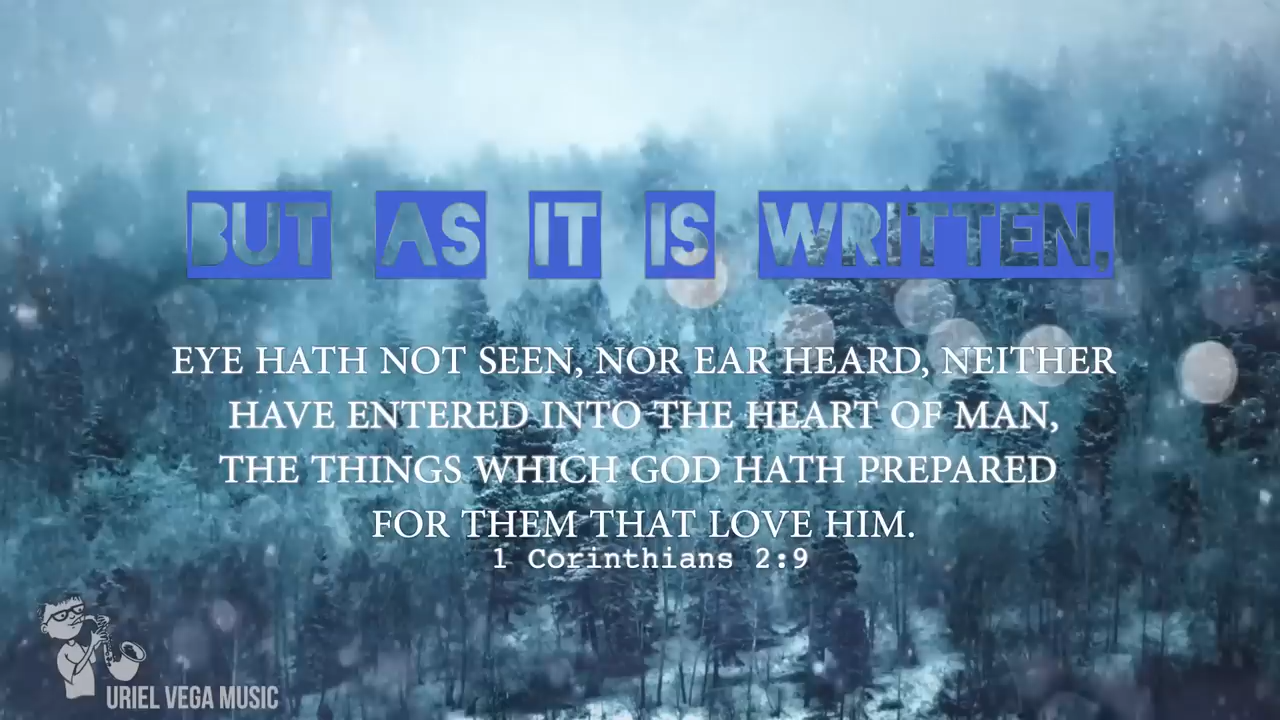 BUT AS IT IS WRITTEN,
EYE HATH NOT SEEN, NOR EAR HEARD, NEITHER
HAVE ENTERED INTO THE HEART OF MAN,
THE THINGS WHICH GOD HATH PREPARED
FOR THEM THAT LOVE HIM.
1 Corinthians 2:9
URIEL VEGA MUSIC